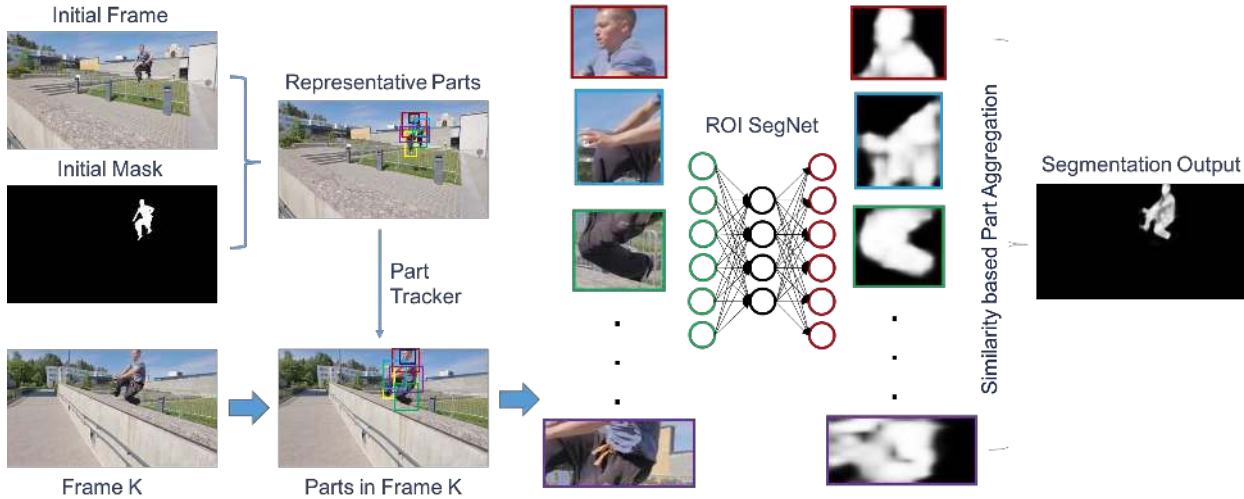 Initial Frame
Representative Parts
Initial Mask
Part
Tracker
Frame K
Parts in Frame K
ROI SegNet
Similarity based Part Aggregation
Segmentation Output